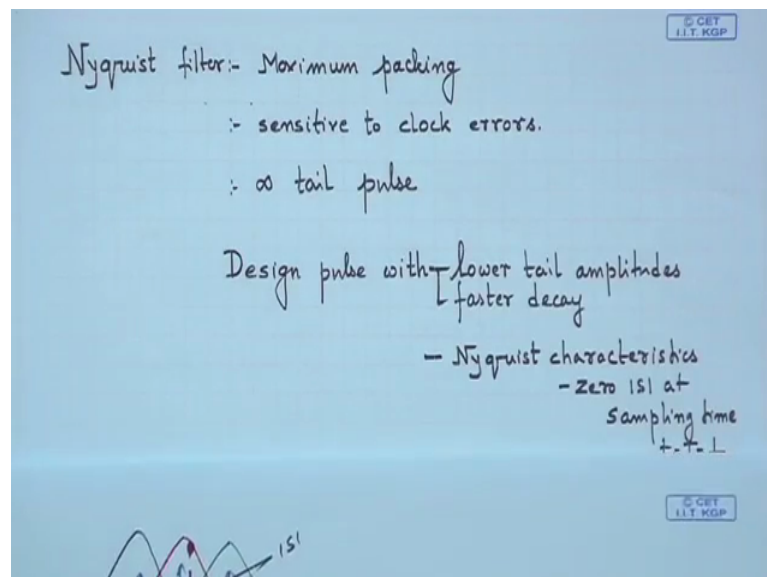 © CET
I.I.T. KGP
Nyquist filter:- Maximum packing
:- sensitive to clock errors.
:- ∞ tail pulse
Design pulse with lower tail amplitudes
faster decay
- Nyquist characteristics
- Zero ISI at
sampling time
© CET
I.I.T. KGP
ISI